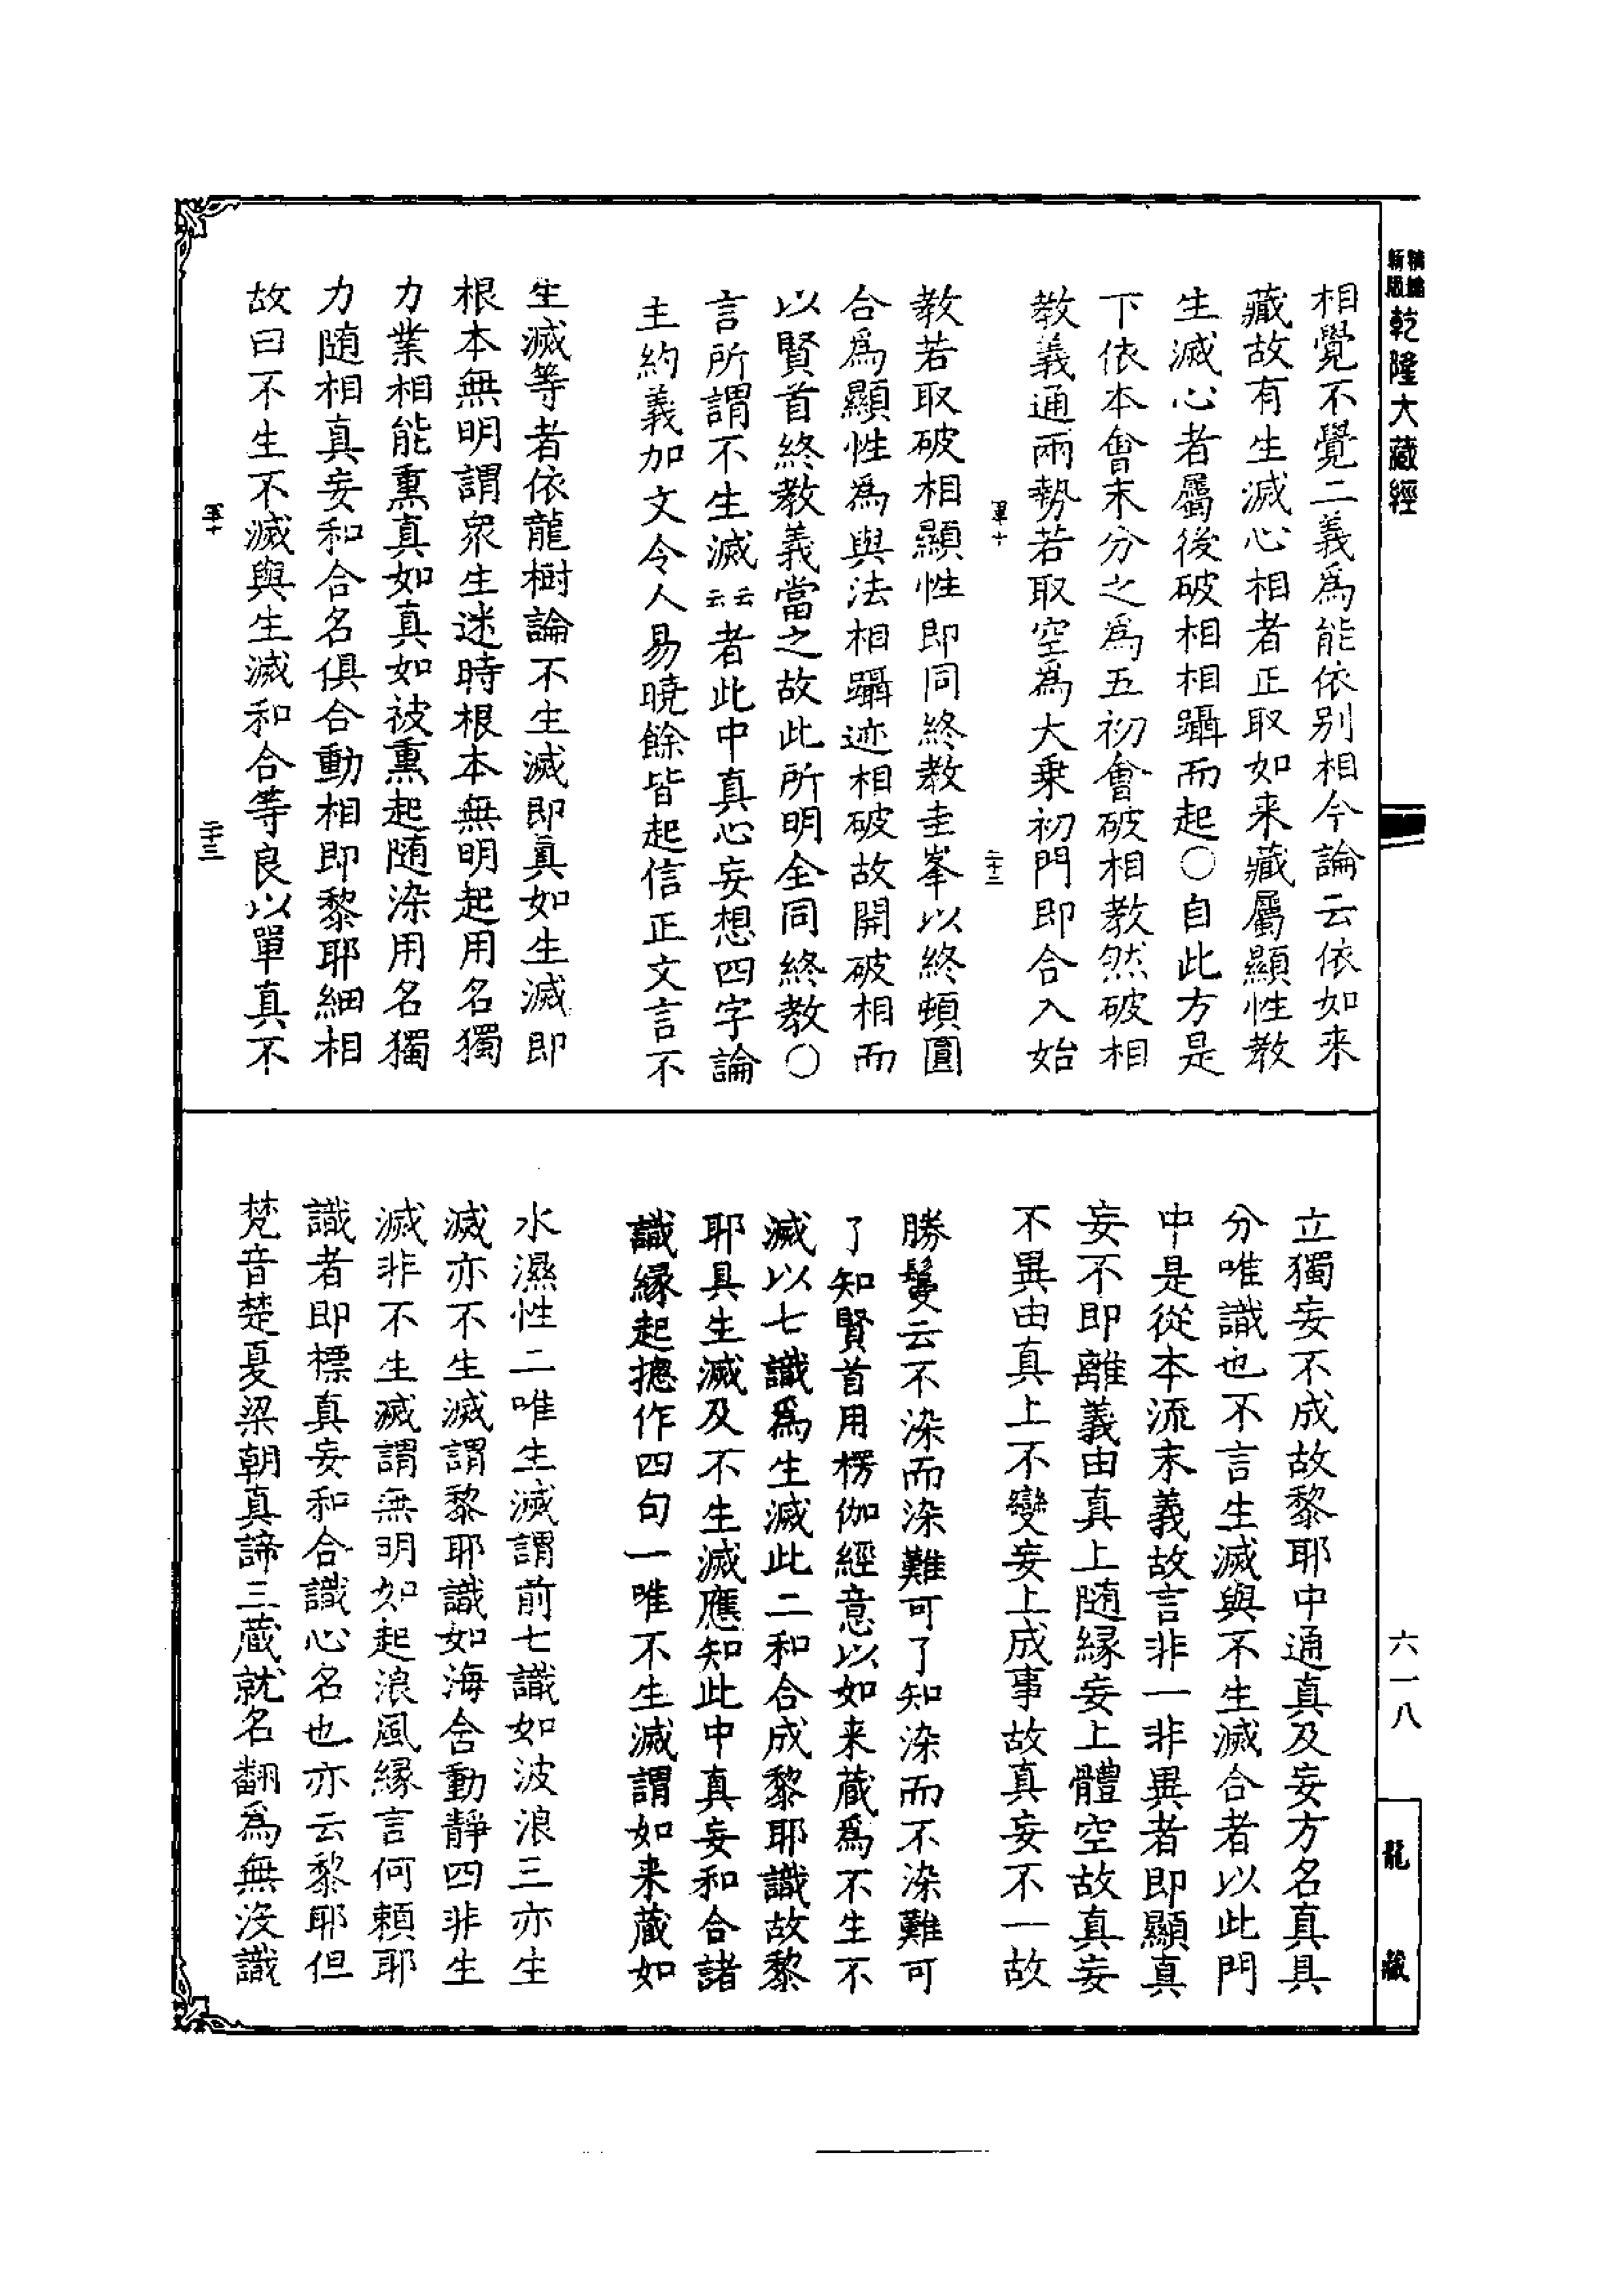 精編
新版
乾隆大藏經
六一八
龍藏
相覺不覺二義為能依別相今論云依如来
藏故有生滅心相者正取如来藏屬顯性教
生滅心者屬後破相相躡而起○自此方是
下依本會末分之為五初會破相教然破相
教義通兩勢若取空為大乗初門即合入始
單十
二十三
教若取破相顯性即同終教圭峯以終頓圓
合為顯性為與法相躡迹相破故開破相而
以賢首終教義當之故此所明全同終教○
言所謂不生滅云云者此中真心妄想四字論
主約義加文令人易曉餘皆起信正文言不
生滅等者依龍樹論不生滅即真如生滅即
根本無明謂衆生迷時根本無明起用名獨
力業相能熏真如真如被熏起随染用名獨
力随相真妄和合名俱合動相即黎耶細相
故曰不生不滅與生滅和合等良以單真不
單十
二十三
立獨妄不成故黎耶中通真及妄方名真具
分唯識也不言生滅與不生滅合者以此門
中是從本流末義故言非一非異者即顯真
妄不即離義由真上随緣妄上體空故真妄
不異由真上不變妄上成事故真妄不一故
勝鬘云不染而染難可了知染而不染難可
了知賢首用楞伽經意以如来藏為不生不
滅以七識為生滅此二和合成黎耶識故黎
耶具生滅及不生滅應知此中真妄和合諸
識緣起摠作四句一唯不生滅謂如来藏如
水濕性二唯生滅謂前七識如波浪三亦生
滅亦不生滅謂黎耶識如海含動靜四非生
滅非不生滅謂無明如起浪風緣言何賴耶
識者即標真妄和合識心名也亦云黎耶但
梵音楚夏梁朝真諦三藏就名翻為無沒識